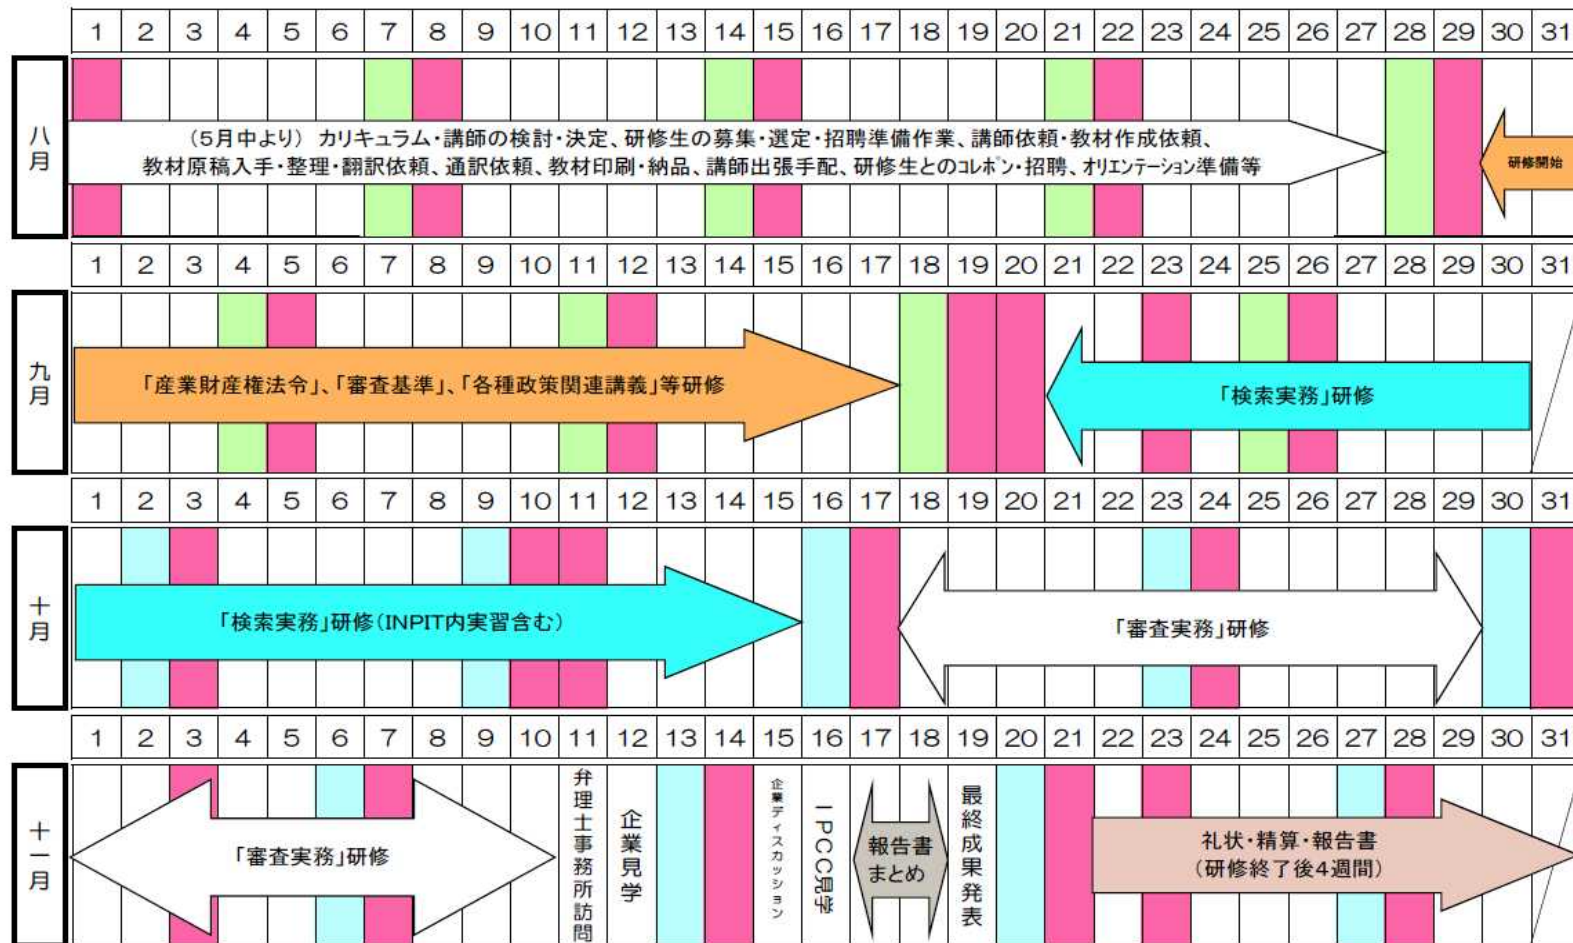 1 2 3 4 5 6 7 8 9 10 11 12 13 14 15 16 17 18 19 20 21 22 23 24 25 26 27 28 29 30 31
八月
(5月中より) カリキュラム・講師の検討・決定、研修生の募集・選定・招聘準備作業、講師依頼・教材作成依頼、
教材原稿入手・整理・翻訳依頼、通訳依頼、教材印刷・納品、講師出張手配、研修生とのコレポン・招聘、オリエンテーション準備等
研修開始
1 2 3 4 5 6 7 8 9 10 11 12 13 14 15 16 17 18 19 20 21 22 23 24 25 26 27 28 29 30 31
九月
「産業財産権法令」、「審査基準」、「各種政策関連講義」等研修
「検索実務」研修
1 2 3 4 5 6 7 8 9 10 11 12 13 14 15 16 17 18 19 20 21 22 23 24 25 26 27 28 29 30 31
十月
「検索実務」研修(INPIT内実習含む)
「審査実務」研修
1 2 3 4 5 6 7 8 9 10 11 12 13 14 15 16 17 18 19 20 21 22 23 24 25 26 27 28 29 30 31
十一月
「審査実務」研修
弁理士事務所訪問
企業見学
企業ディスカッション
IPCC見学
報告書
まとめ
最終成果発表
礼状・精算・報告書
(研修終了後4週間)